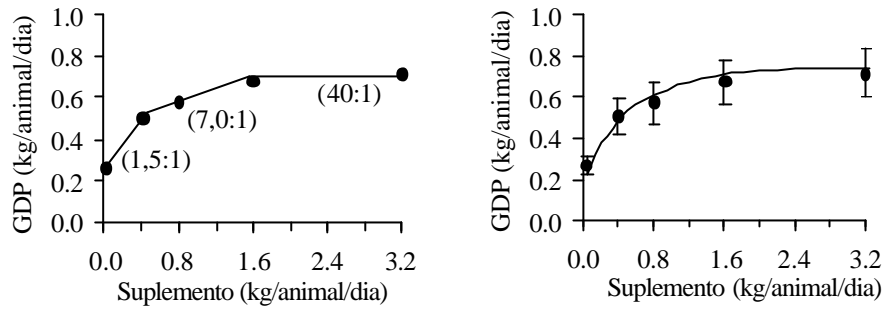 GDP (kg/animal/dia)
1.0
0.8
0.6
0.4
0.2
0.0
(1,5:1)
(7,0:1)
(40:1)
0.0 0.8 1.6 2.4 3.2
Suplemento (kg/animal/dia)
GDP (kg/animal/dia)
1.0
0.8
0.6
0.4
0.2
0.0
0.0 0.8 1.6 2.4 3.2
Suplemento (kg/animal/dia)